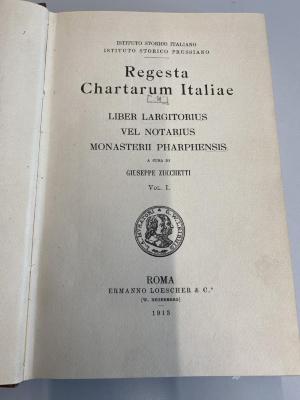 ISTITUTO STORICO ITALIANO
ISTITUTO STORICO PRUSSIANO
Regesta
Chartarum Italiae
LIBER LARGITORIUS
VEL NOTARIUS
MONASTERII PHARPHENSIS
A CURA DI
GIUSEPPE ZUCCHETTI
VOL. I.
ROMA
ERMANNO LOESCHER & C.º
(W. REGENBERG)
1913